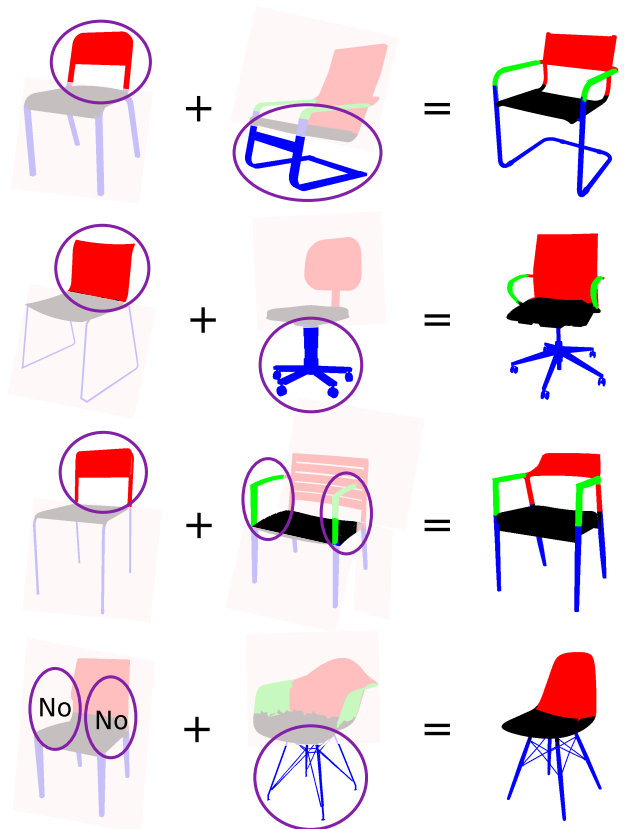 + =
+ =
+ =
No No
+ =